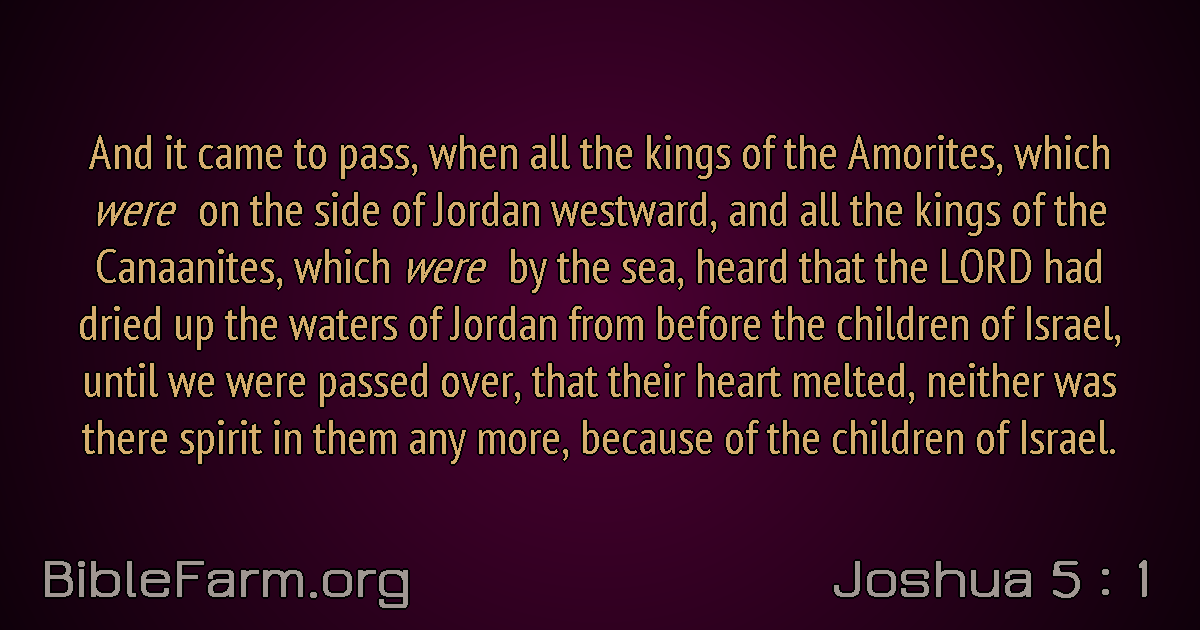 And it came to pass, when all the kings of the Amorites, which
were on the side of Jordan westward, and all the kings of the
Canaanites, which were by the sea, heard that the LORD had
dried up the waters of Jordan from before the children of Israel,
until we were passed over, that their heart melted, neither was
there spirit in them any more, because of the children of Israel.
BibleFarm.org
Joshua 5 : 1